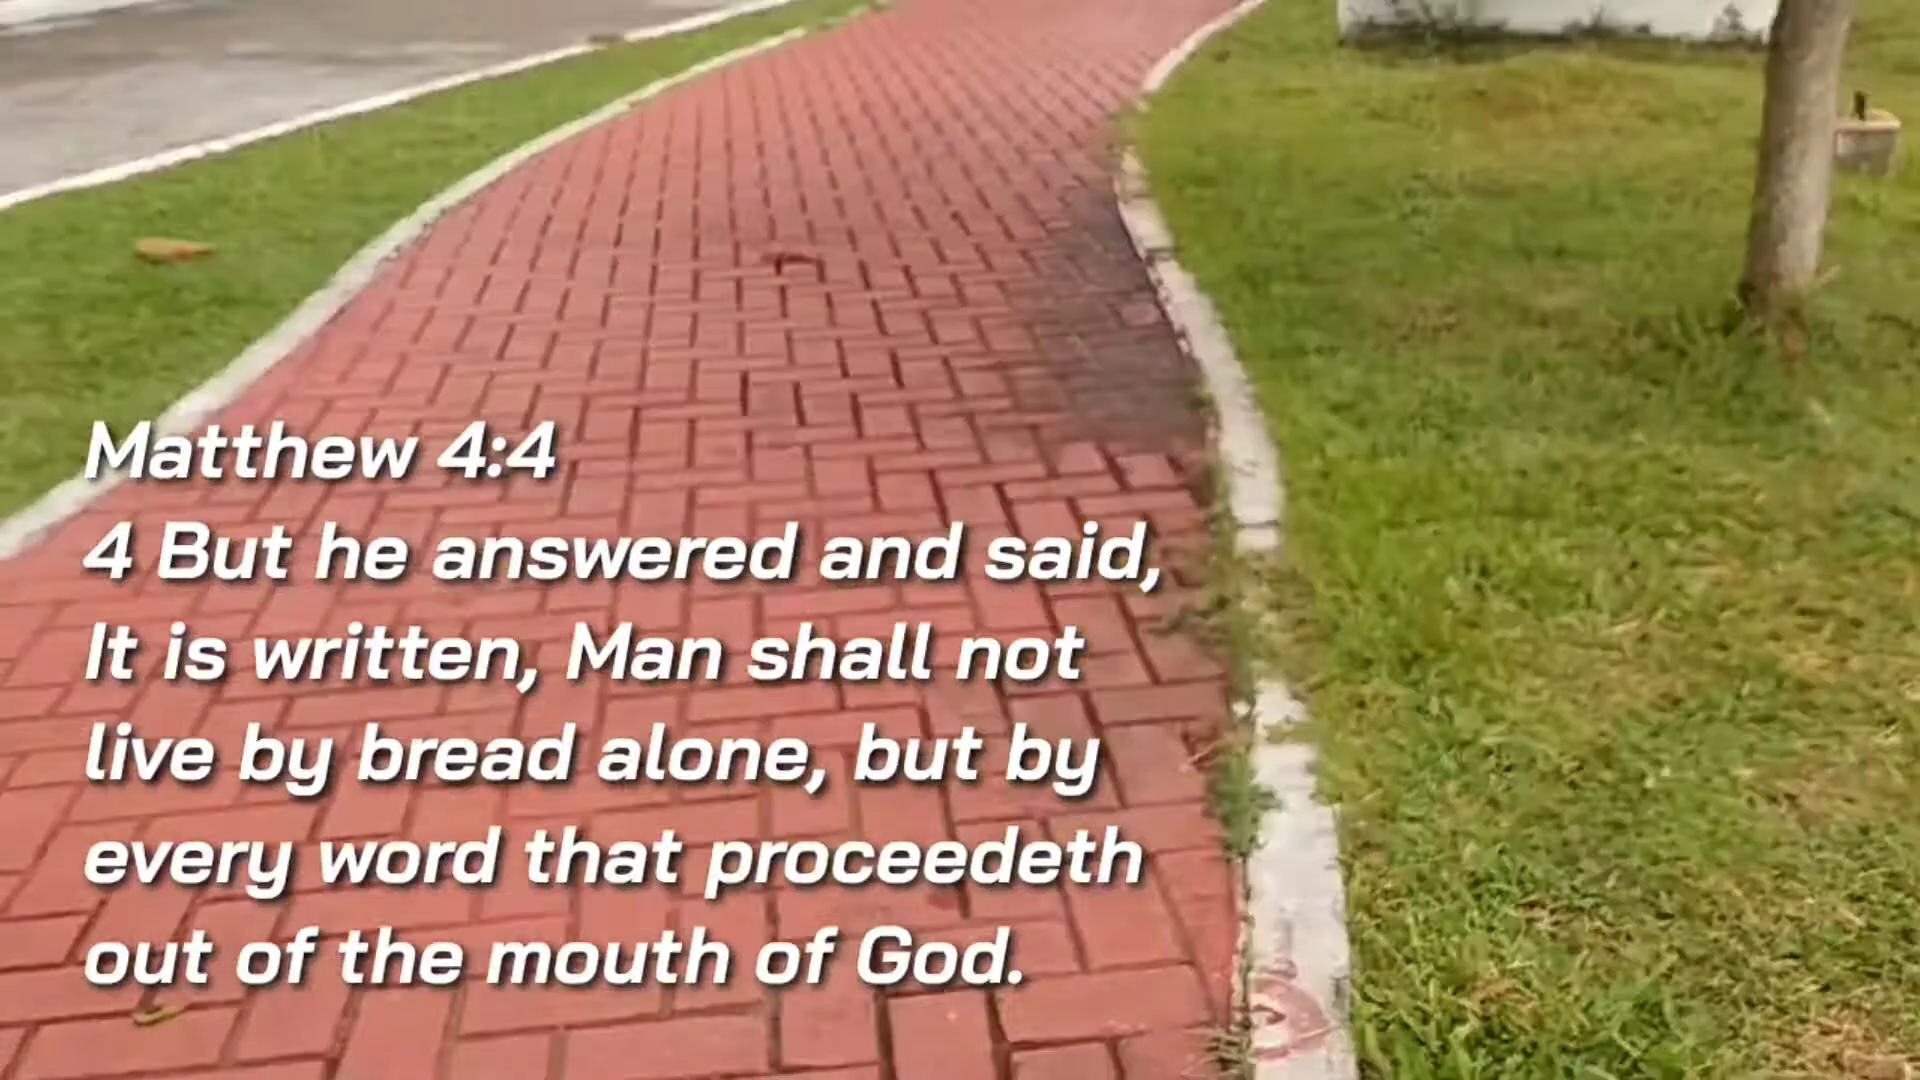 Matthew 4:4
4 But he answered and said,
It is written, Man shall not
live by bread alone, but by
every word that proceedeth
out of the mouth of God.